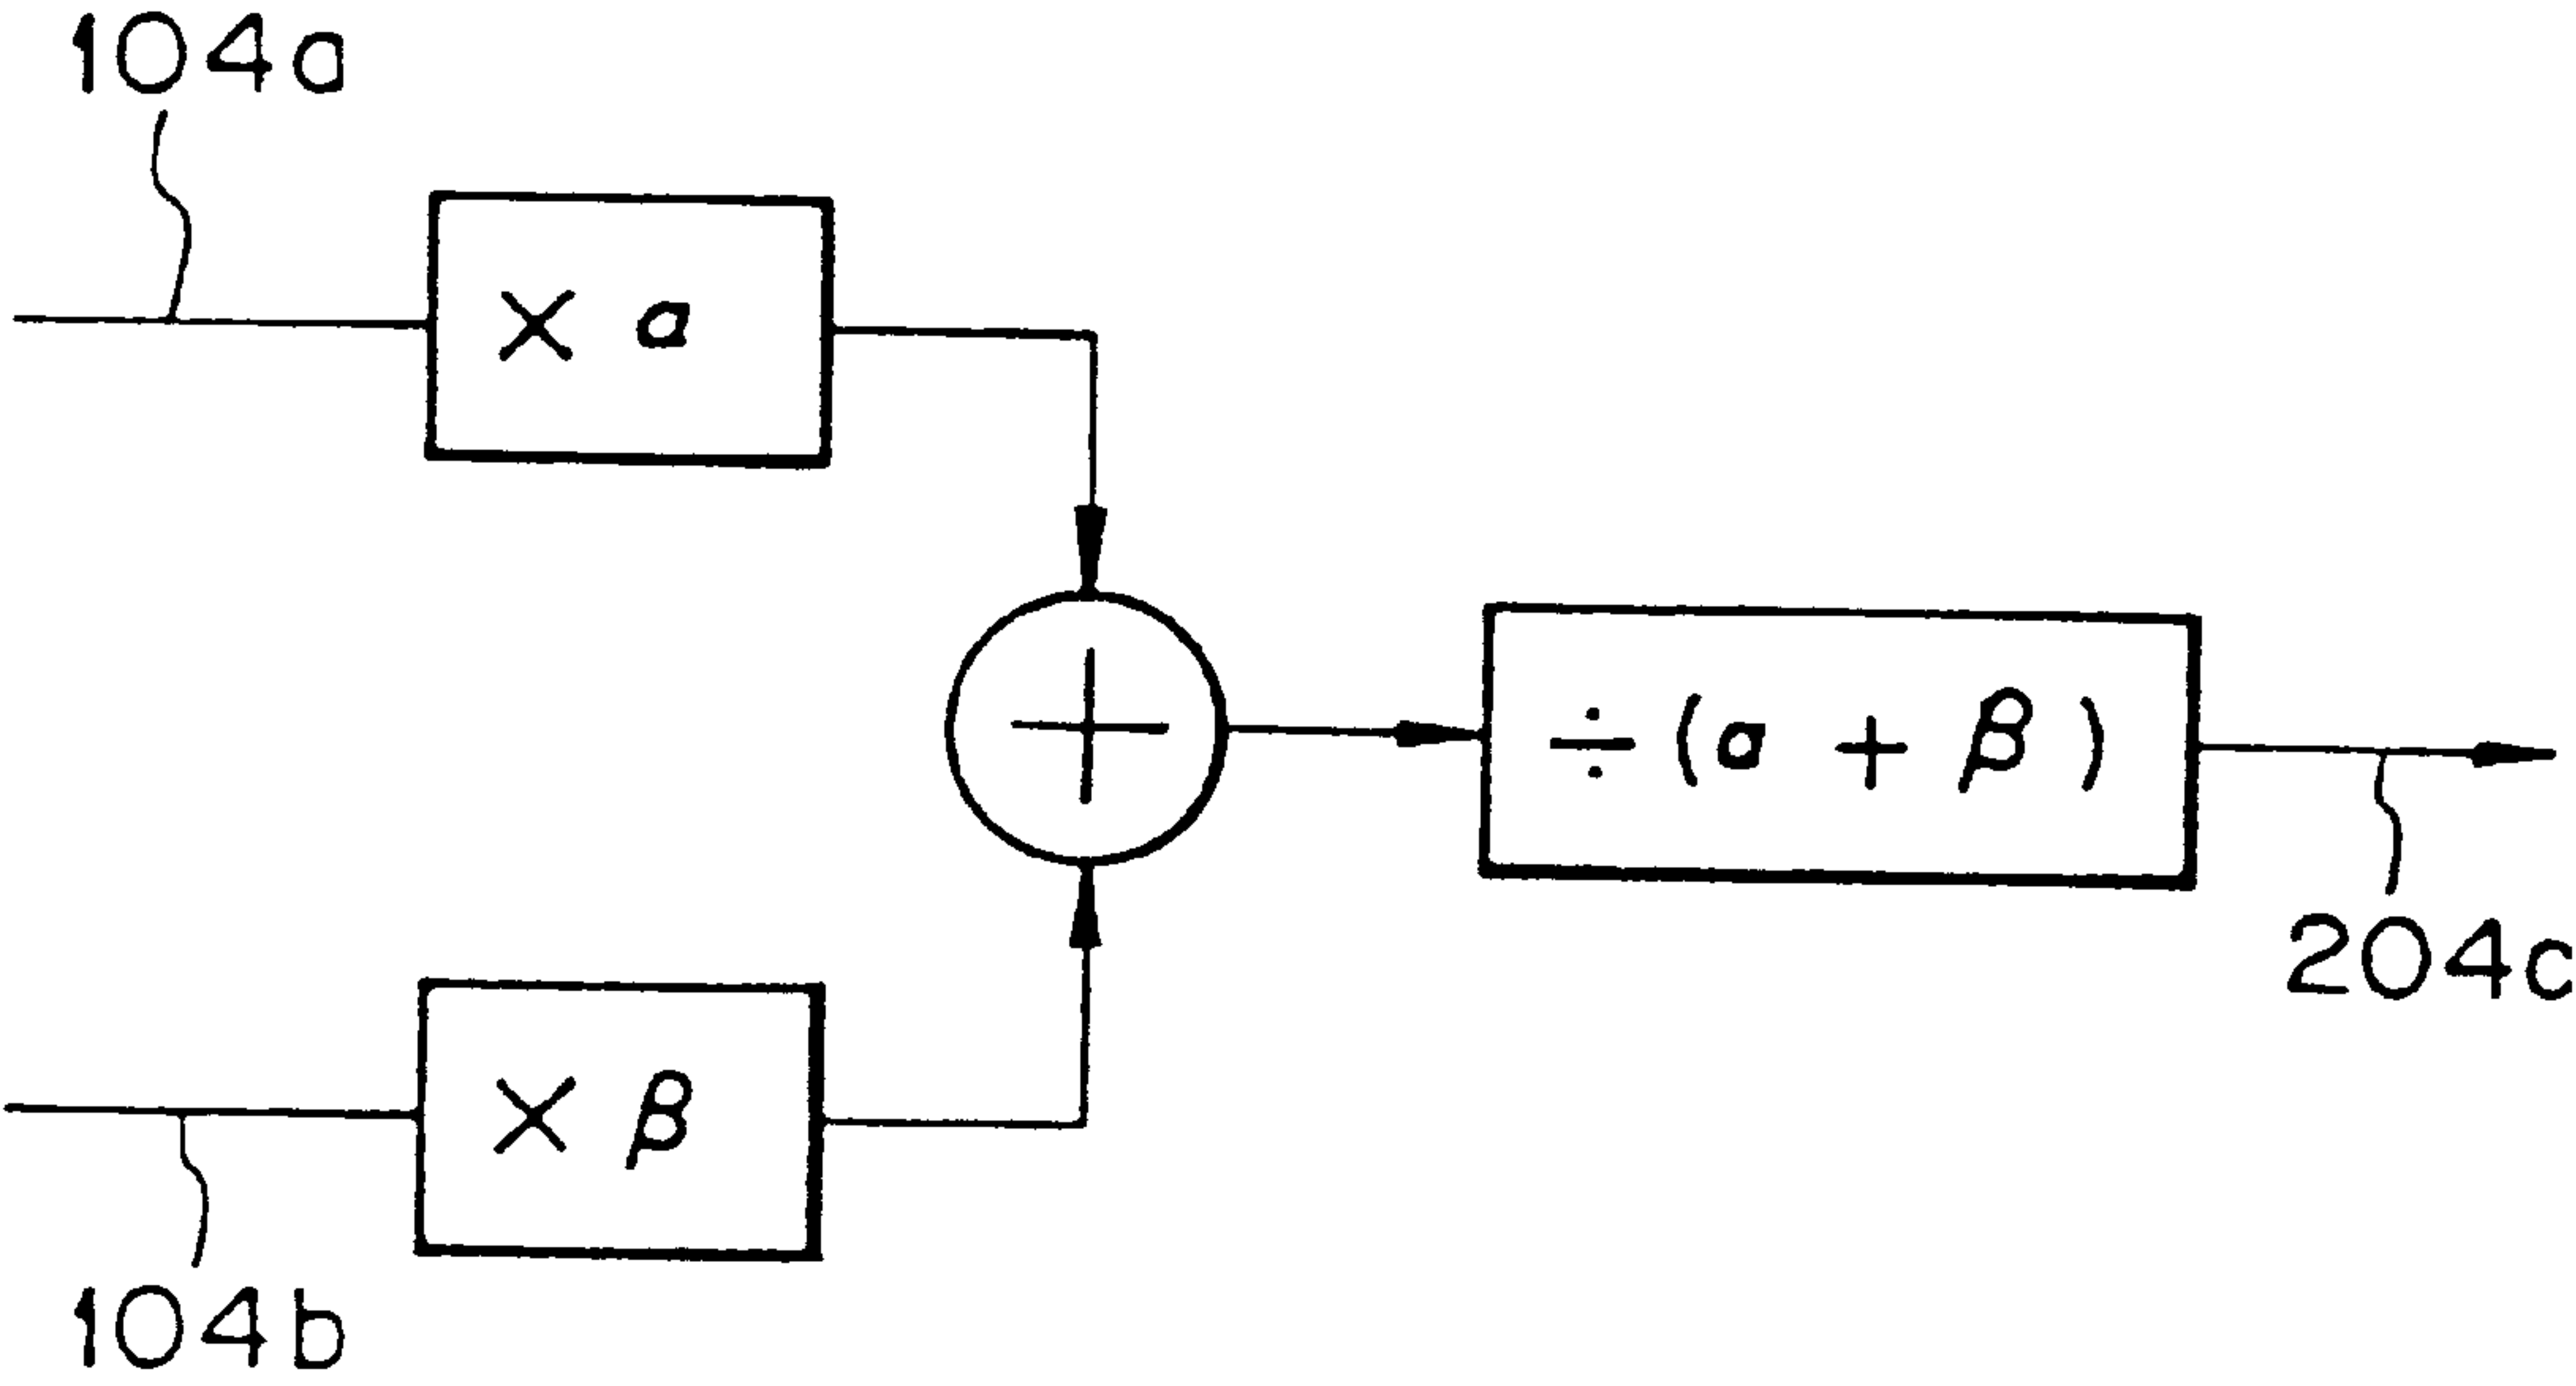 104a
× α
+
÷ (α + β)
204c
× β
104b